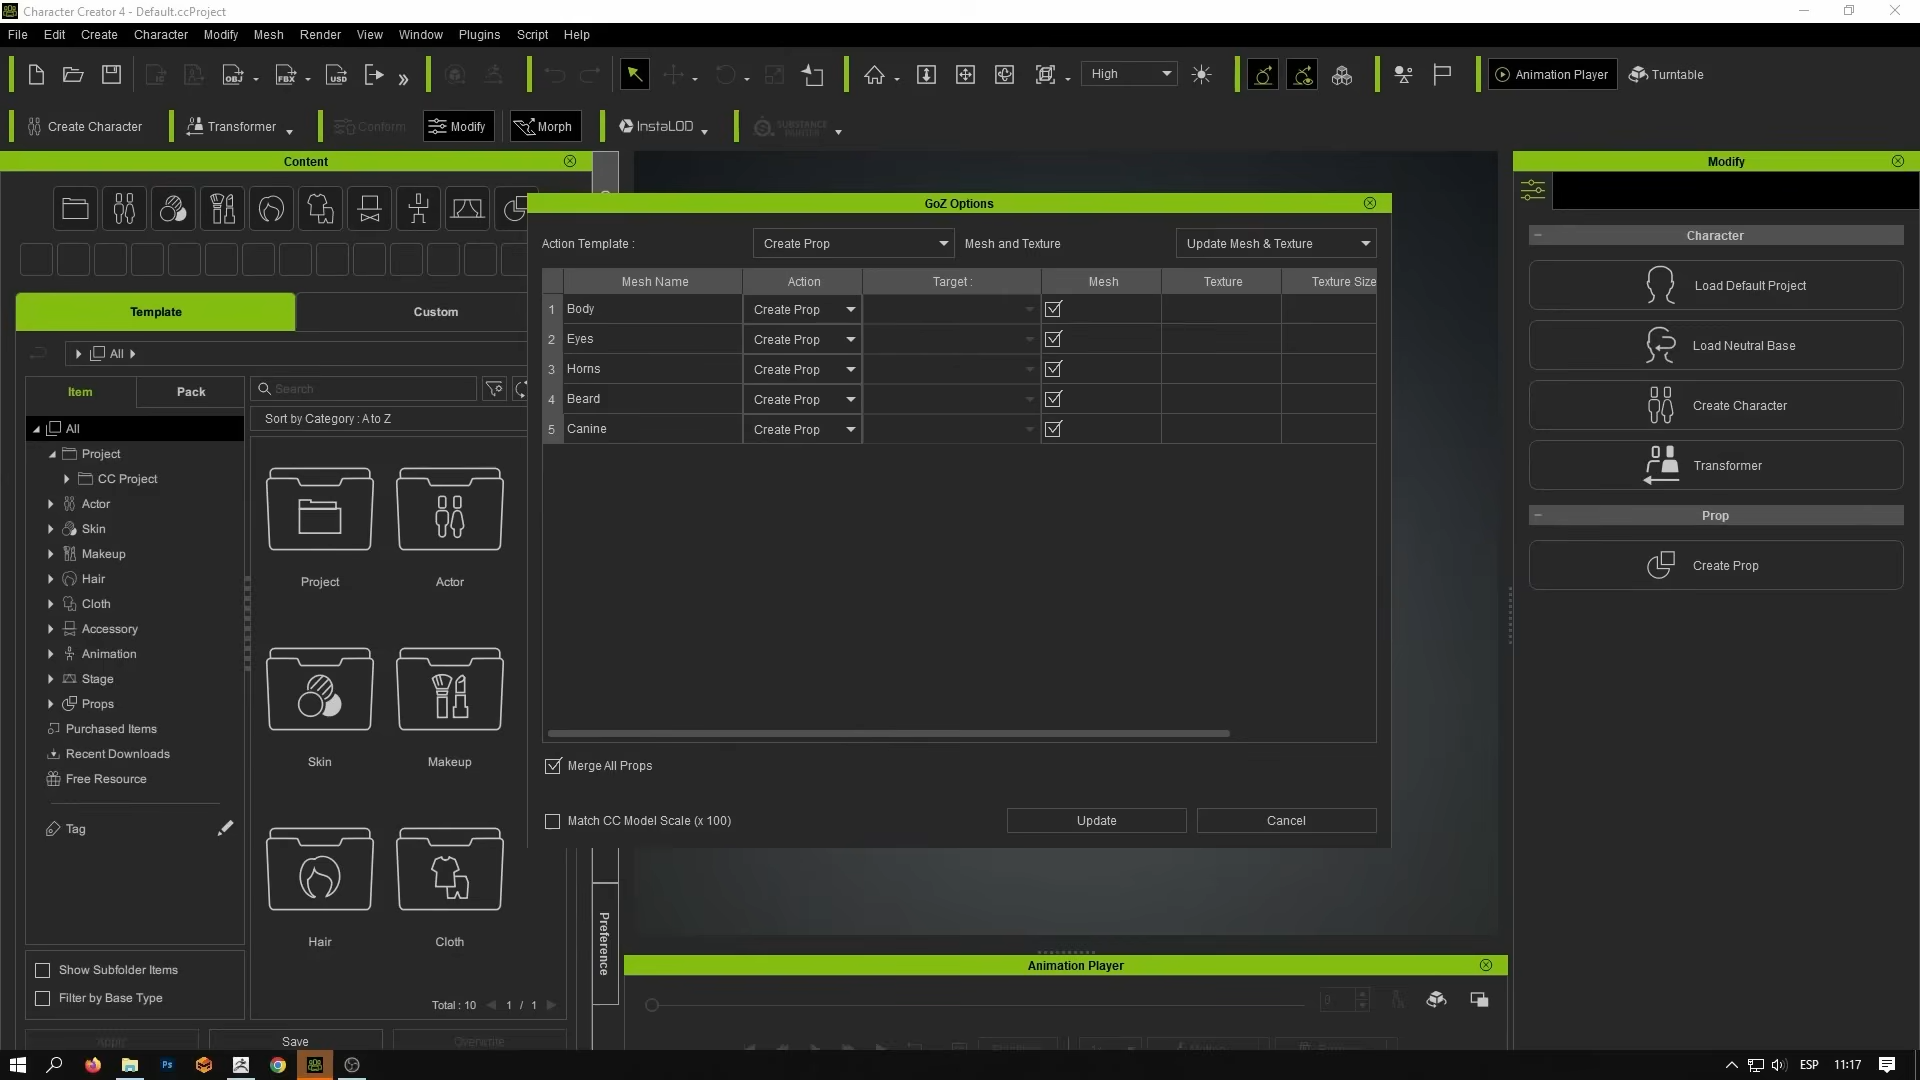 Character Creator 4 - Default.ccProject
File Edit Create Character Modify Mesh Render View Window Plugins Script Help
OBJ FBX USD High Animation Player Turntable
Create Character Transformer Conform Modify Morph InstaLOD SUBSTANCE PAINTER
Content
Modify
GoZ Options
Action Template : Create Prop Mesh and Texture Update Mesh & Texture
Mesh Name Action Target : Mesh Texture Texture Size
1 Body Create Prop
2 Eyes Create Prop
3 Horns Create Prop
4 Beard Create Prop
5 Canine Create Prop
Merge All Props
Match CC Model Scale (x 100) Update Cancel
Template Custom
All
Item Pack
Search
Sort by Category : A to Z
All
Project
CC Project
Actor
Skin
Makeup
Hair
Cloth
Accessory
Animation
Stage
Props
Purchased Items
Recent Downloads
Free Resource
Tag
Project Actor
Skin Makeup
Hair Cloth
Show Subfolder Items
Filter by Base Type
Total : 10 1 / 1
Apply Save Overwrite
Preference
Character
Load Default Project
Load Neutral Base
Create Character
Transformer
Prop
Create Prop
Animation Player
Ps
ESP 11:17